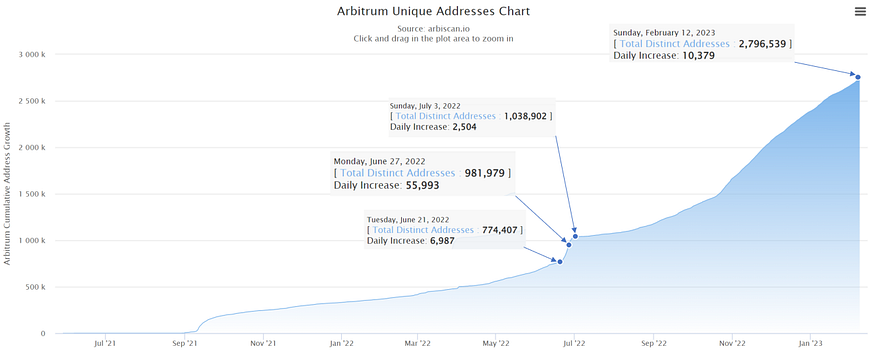 Arbitrum Unique Addresses Chart
Source: arbiscan.io
Click and drag in the plot area to zoom in
Sunday, February 12, 2023
[ Total Distinct Addresses : 2,796,539 ]
Daily Increase: 10,379
Sunday, July 3, 2022
[ Total Distinct Addresses : 1,038,902 ]
Daily Increase: 2,504
Monday, June 27, 2022
[ Total Distinct Addresses : 981,979 ]
Daily Increase: 55,993
Tuesday, June 21, 2022
[ Total Distinct Addresses : 774,407 ]
Daily Increase: 6,987
Arbitrum Cumulative Address Growth
3 000 k
2 500 k
2 000 k
1 500 k
1 000 k
500 k
0
Jul '21
Sep '21
Nov '21
Jan '22
Mar '22
May '22
Jul '22
Sep '22
Nov '22
Jan '23